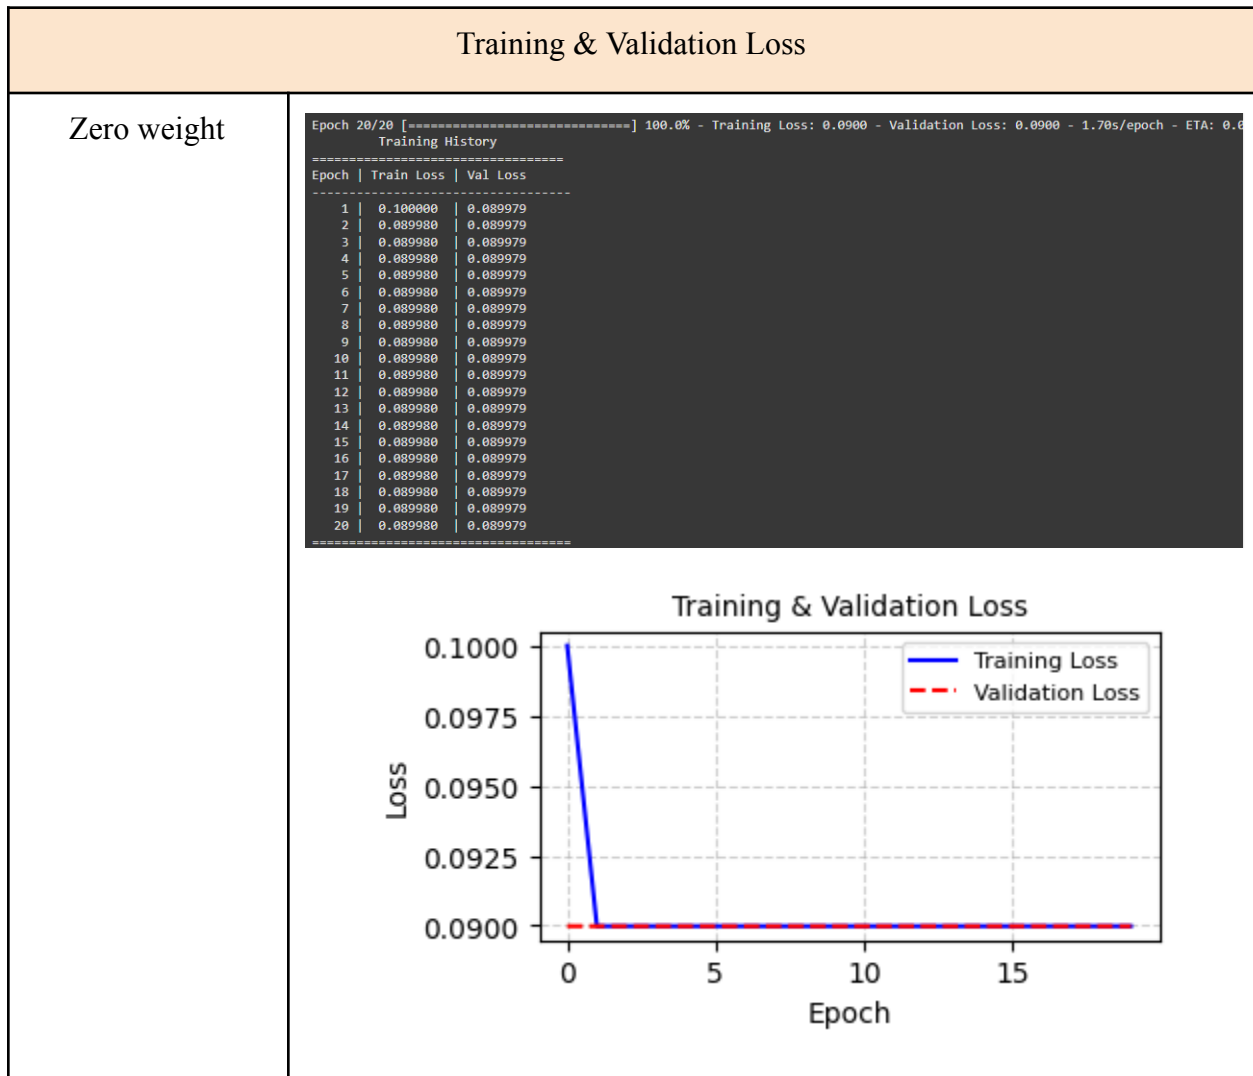 Training & Validation Loss
Zero weight
Epoch 20/20 [==============================] 100.0% - Training Loss: 0.0900 - Validation Loss: 0.0900 - 1.70s/epoch - ETA: 0.0
Training History
==================================
Epoch | Train Loss | Val Loss
-----------------------------------
1 | 0.100000 | 0.089979
2 | 0.089980 | 0.089979
3 | 0.089980 | 0.089979
4 | 0.089980 | 0.089979
5 | 0.089980 | 0.089979
6 | 0.089980 | 0.089979
7 | 0.089980 | 0.089979
8 | 0.089980 | 0.089979
9 | 0.089980 | 0.089979
10 | 0.089980 | 0.089979
11 | 0.089980 | 0.089979
12 | 0.089980 | 0.089979
13 | 0.089980 | 0.089979
14 | 0.089980 | 0.089979
15 | 0.089980 | 0.089979
16 | 0.089980 | 0.089979
17 | 0.089980 | 0.089979
18 | 0.089980 | 0.089979
19 | 0.089980 | 0.089979
20 | 0.089980 | 0.089979
===================================
Training & Validation Loss
Training Loss
Validation Loss
0.1000
0.0975
0.0950
0.0925
0.0900
Loss
0 5 10 15
Epoch